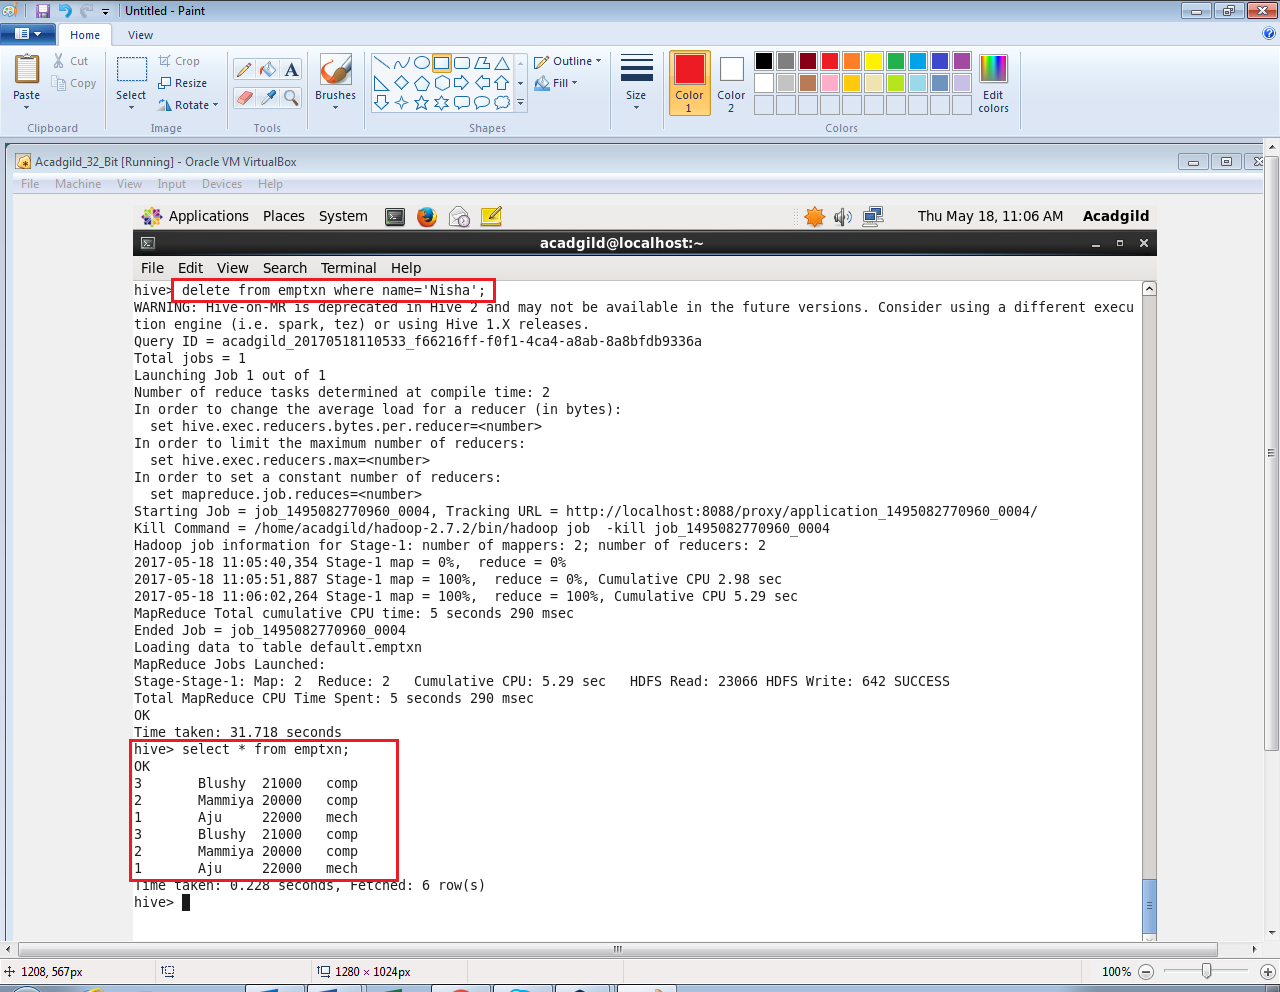 Untitled - Paint
Home View
Paste
Cut
Copy
Clipboard
Select
Crop
Resize
Rotate
Image
A
Tools
Brushes
Outline
Fill
Shapes
Size
Color 1
Color 2
Edit colors
Colors
Acadgild_32_Bit [Running] - Oracle VM VirtualBox
File Machine View Input Devices Help
Applications Places System Thu May 18, 11:06 AM Acadgild
acadgild@localhost:~
File Edit View Search Terminal Help
hive> delete from emptxn where name='Nisha';
WARNING: Hive-on-MR is deprecated in Hive 2 and may not be available in the future versions. Consider using a different execu
tion engine (i.e. spark, tez) or using Hive 1.X releases.
Query ID = acadgild_20170518110533_f66216ff-f0f1-4ca4-a8ab-8a8bfdb9336a
Total jobs = 1
Launching Job 1 out of 1
Number of reduce tasks determined at compile time: 2
In order to change the average load for a reducer (in bytes):
  set hive.exec.reducers.bytes.per.reducer=<number>
In order to limit the maximum number of reducers:
  set hive.exec.reducers.max=<number>
In order to set a constant number of reducers:
  set mapreduce.job.reduces=<number>
Starting Job = job_1495082770960_0004, Tracking URL = http://localhost:8088/proxy/application_1495082770960_0004/
Kill Command = /home/acadgild/hadoop-2.7.2/bin/hadoop job  -kill job_1495082770960_0004
Hadoop job information for Stage-1: number of mappers: 2; number of reducers: 2
2017-05-18 11:05:40,354 Stage-1 map = 0%,  reduce = 0%
2017-05-18 11:05:51,887 Stage-1 map = 100%,  reduce = 0%, Cumulative CPU 2.98 sec
2017-05-18 11:06:02,264 Stage-1 map = 100%,  reduce = 100%, Cumulative CPU 5.29 sec
MapReduce Total cumulative CPU time: 5 seconds 290 msec
Ended Job = job_1495082770960_0004
Loading data to table default.emptxn
MapReduce Jobs Launched:
Stage-Stage-1: Map: 2  Reduce: 2   Cumulative CPU: 5.29 sec   HDFS Read: 23066 HDFS Write: 642 SUCCESS
Total MapReduce CPU Time Spent: 5 seconds 290 msec
OK
Time taken: 31.718 seconds
hive> select * from emptxn;
OK
3       Blushy  21000   comp
2       Mammiya 20000   comp
1       Aju     22000   mech
3       Blushy  21000   comp
2       Mammiya 20000   comp
1       Aju     22000   mech
Time taken: 0.228 seconds, Fetched: 6 row(s)
hive>
1208, 567px 1280 × 1024px 100%